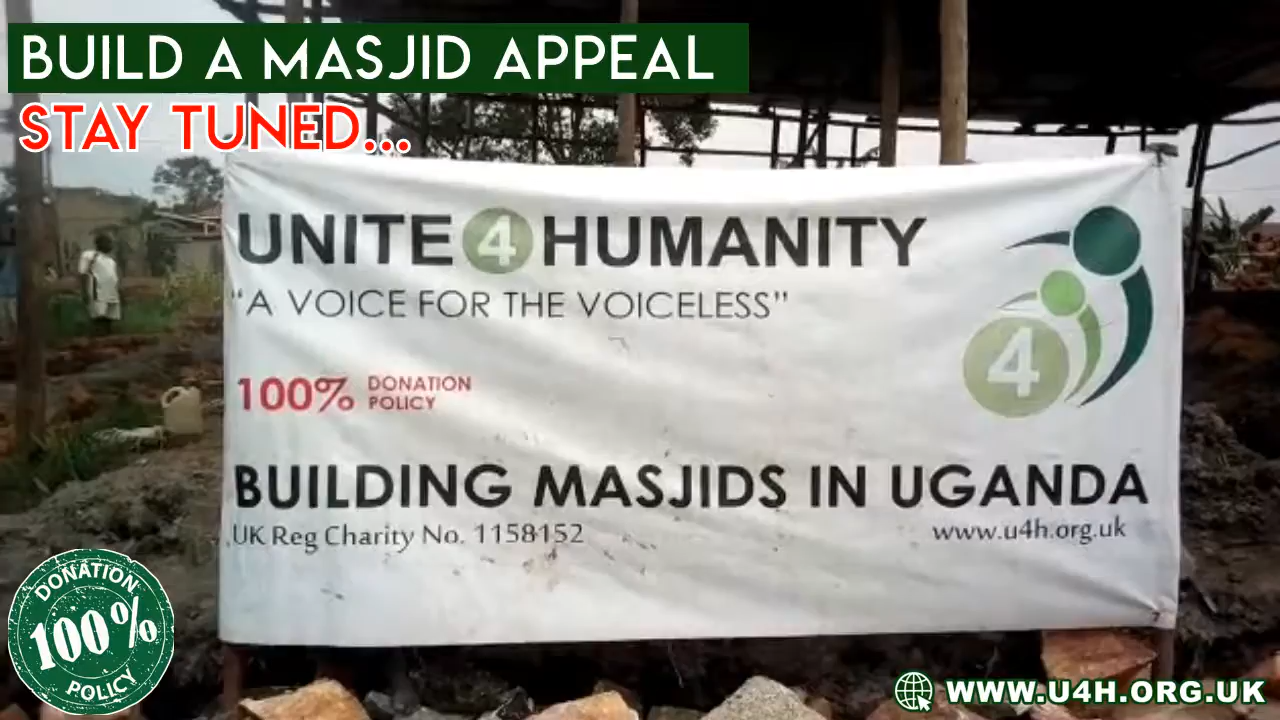 BUILD A MASJID APPEAL
STAY TUNED...
UNITE 4 HUMANITY
"A VOICE FOR THE VOICELESS"
4
100% DONATION
POLICY
BUILDING MASJIDS IN UGANDA
UK Reg Charity No. 1158152
www.u4h.org.uk
DONATION
100%
POLICY
WWW.U4H.ORG.UK